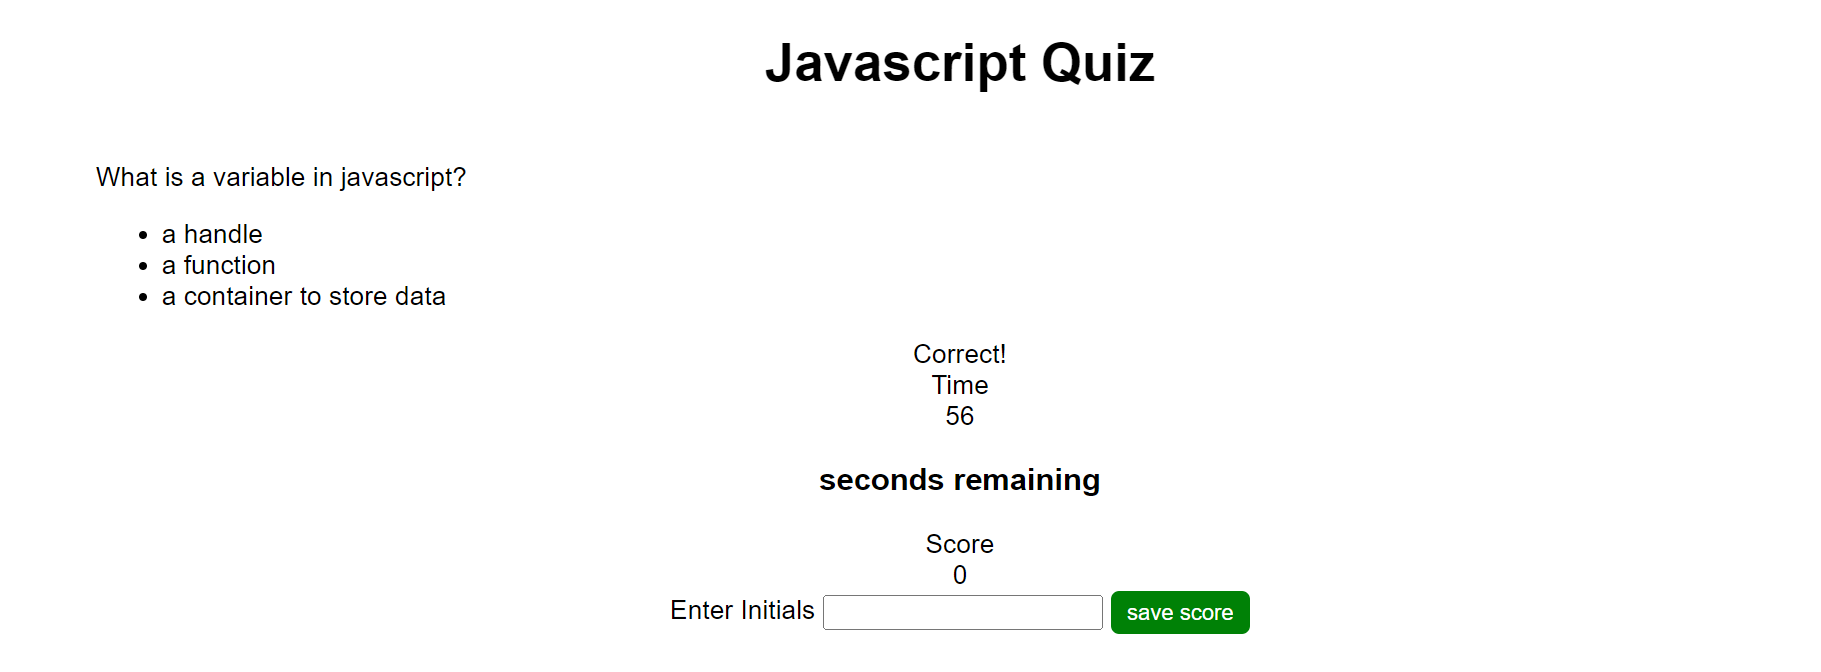 Javascript Quiz
What is a variable in javascript?
a handle
a function
a container to store data
Correct!
Time
56
seconds remaining
Score
0
Enter Initials save score